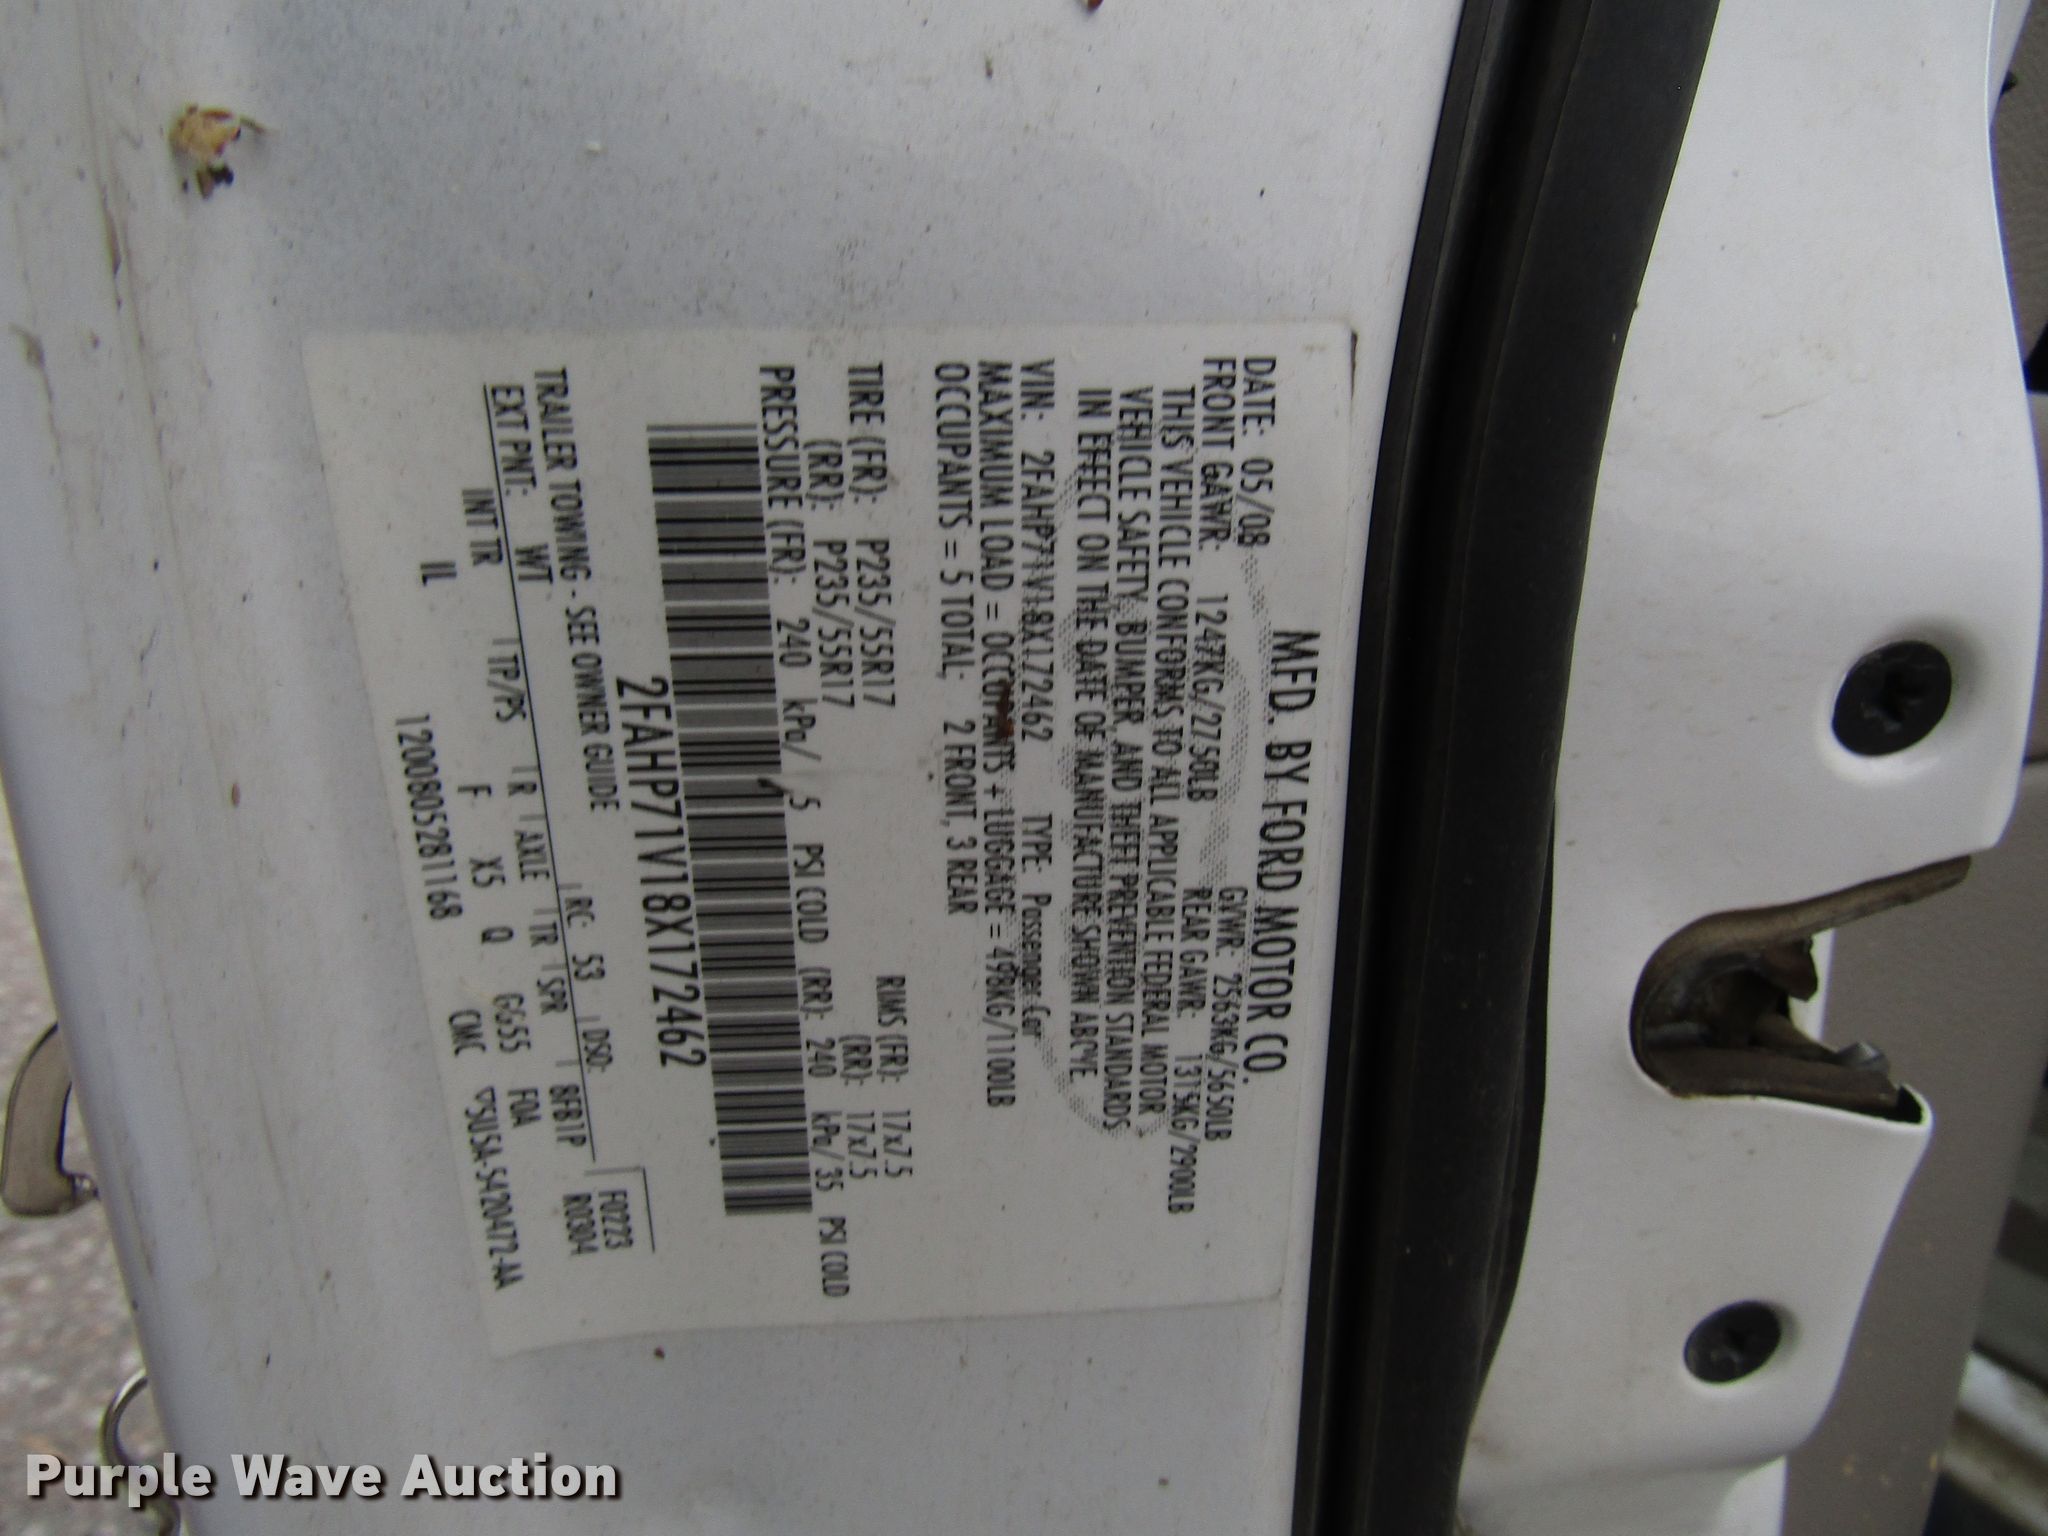 MFD. BY FORD MOTOR CO.
DATE: 05/08 GVWR: 2563KG/5650LB
FRONT GAWR: 1247KG/2750LB REAR GAWR: 1315KG/2900LB
THIS VEHICLE CONFORMS TO ALL APPLICABLE FEDERAL MOTOR
VEHICLE SAFETY, BUMPER, AND THEFT PREVENTION STANDARDS
IN EFFECT ON THE DATE OF MANUFACTURE SHOWN ABOVE.
VIN: 2FAHP71V18X172462 TYPE: Passenger Car
MAXIMUM LOAD = OCCUPANTS + LUGGAGE = 498KG/1100LB
OCCUPANTS = 5 TOTAL, 2 FRONT, 3 REAR
TIRE (FR): P235/55R17 RIMS (FR): 17x7.5
(RR): P235/55R17 (RR): 17x7.5
PRESSURE (FR): 240 kPa/ 5 PSI COLD (RR): 240 kPa/ 35 PSI COLD
2FAHP71V18X172462
TRAILER TOWING - SEE OWNER GUIDE F0223
EXT PNT: WT RC: 53 DSO: R0304
INT TR TP/PS R AXLE TR SPR 8FB1P
IL F X5 Q GG55 FOA
1200805281168 CMC ▽5U5A-5420472-AA
Purple Wave Auction